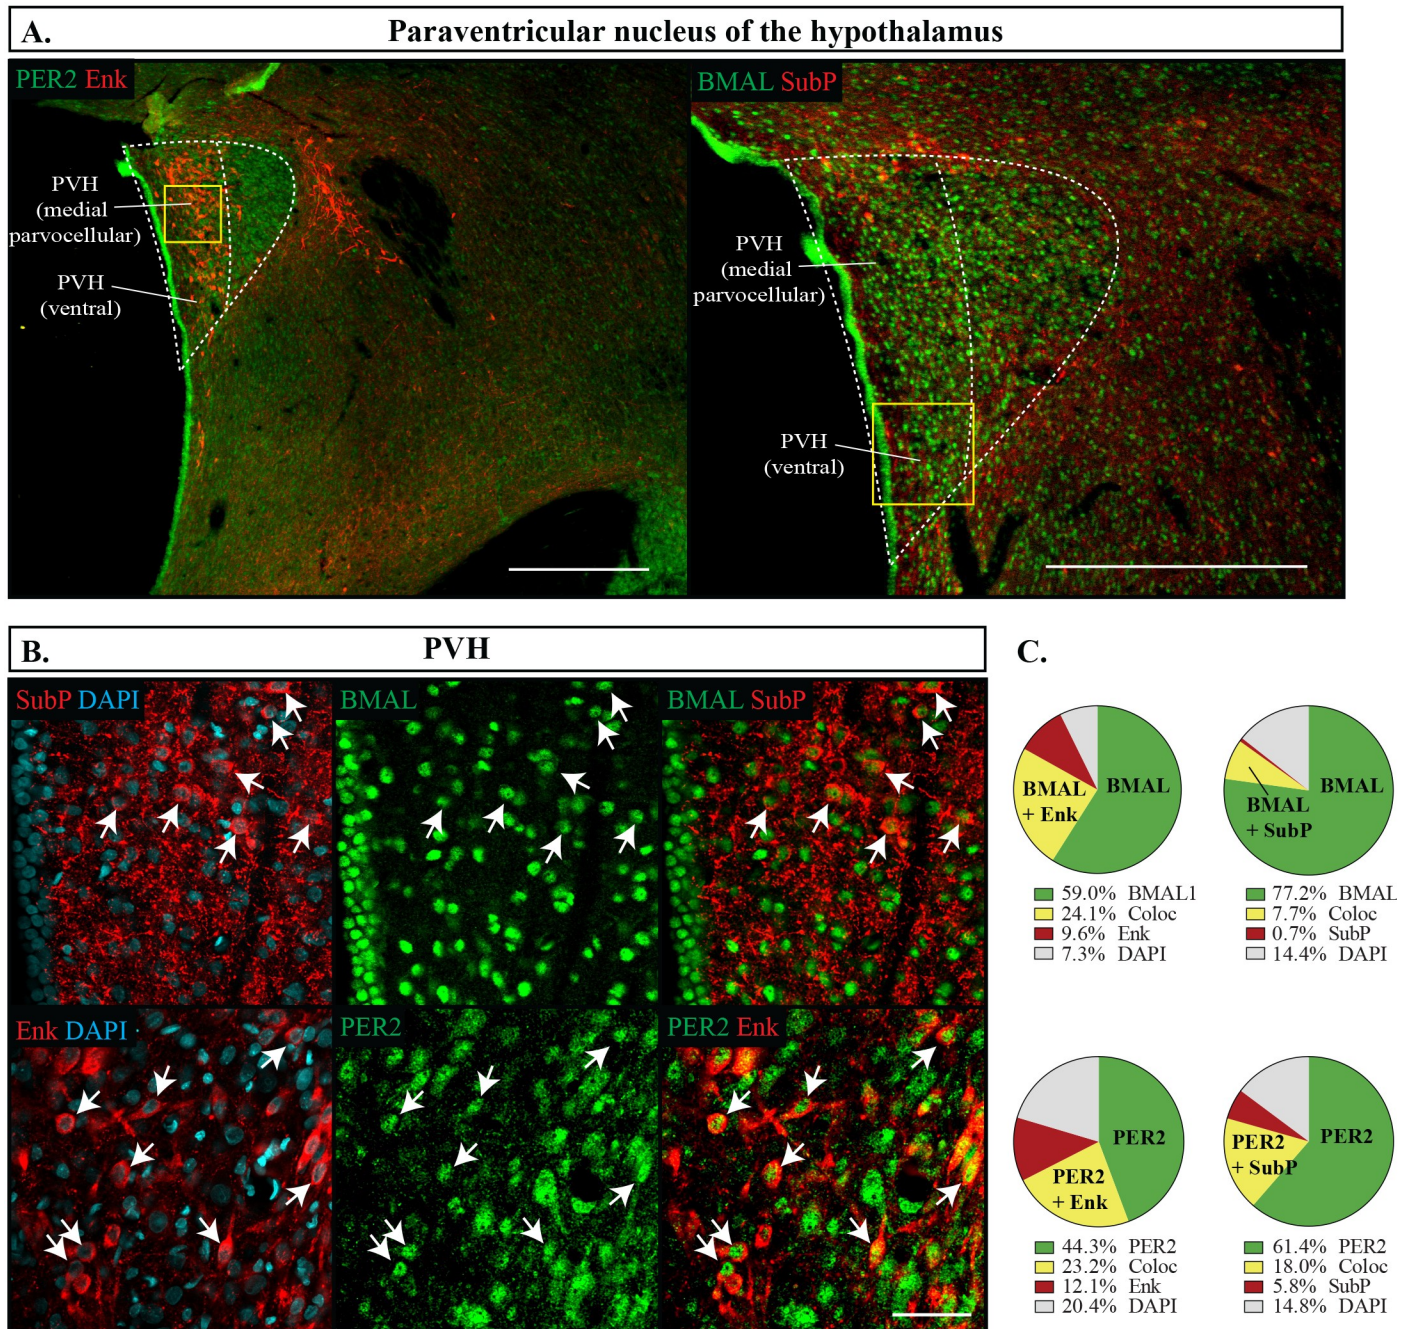 A.
Paraventricular nucleus of the hypothalamus
PER2 Enk
PVH
(medial
parvocellular)
PVH
(ventral)
BMAL SubP
PVH
(medial
parvocellular)
PVH
(ventral)
B.
PVH
SubP DAPI
BMAL
BMAL SubP
Enk DAPI
PER2
PER2 Enk
C.
BMAL
+ Enk
BMAL
59.0% BMAL1
24.1% Coloc
9.6% Enk
7.3% DAPI
BMAL
BMAL
+ SubP
77.2% BMAL
7.7% Coloc
0.7% SubP
14.4% DAPI
PER2
PER2
+ Enk
44.3% PER2
23.2% Coloc
12.1% Enk
20.4% DAPI
PER2
+ SubP
PER2
61.4% PER2
18.0% Coloc
5.8% SubP
14.8% DAPI